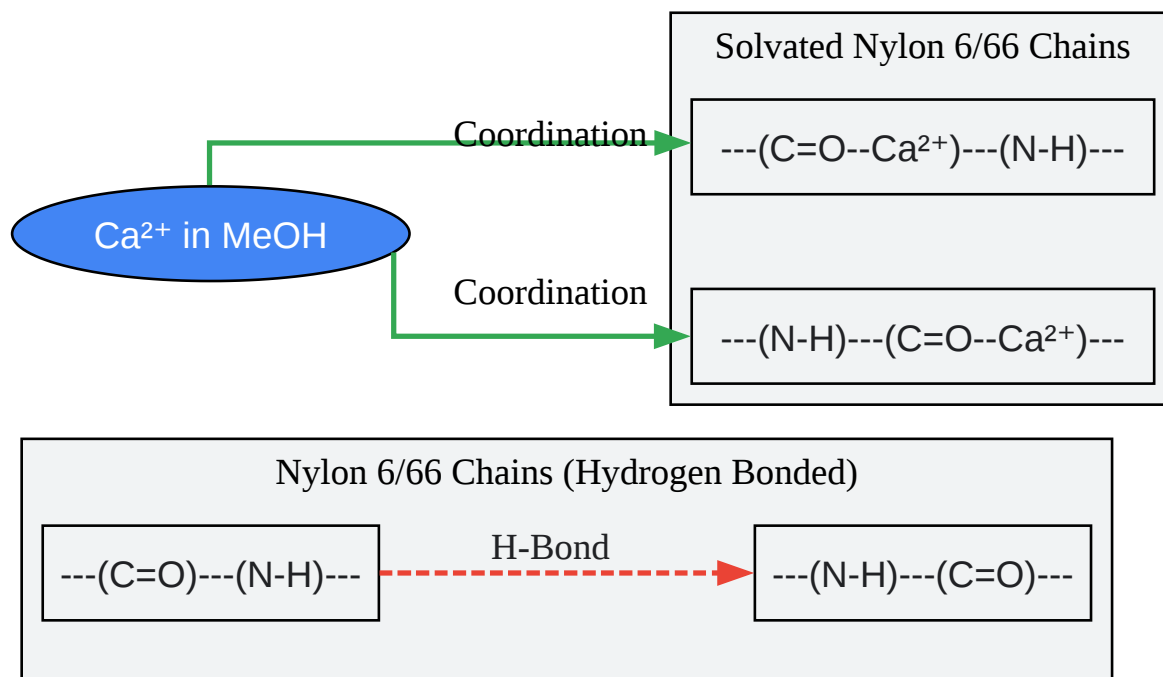 Solvated Nylon 6/66 Chains
Coordination
---(C=O--Ca²⁺)---(N-H)---
Ca²⁺ in MeOH
Coordination
---(N-H)---(C=O--Ca²⁺)---
Nylon 6/66 Chains (Hydrogen Bonded)
H-Bond
---(C=O)---(N-H)---
---(N-H)---(C=O)---